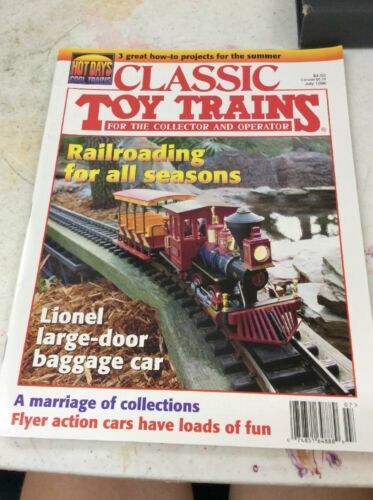 HOT DAYS
COOL TRAINS
3 great how-to projects for the summer
CLASSIC
TOY TRAINS
FOR THE COLLECTOR AND OPERATOR
July 1996
Railroading
for all seasons
Lionel
large-door
baggage car
A marriage of collections
Flyer action cars have loads of fun
07>